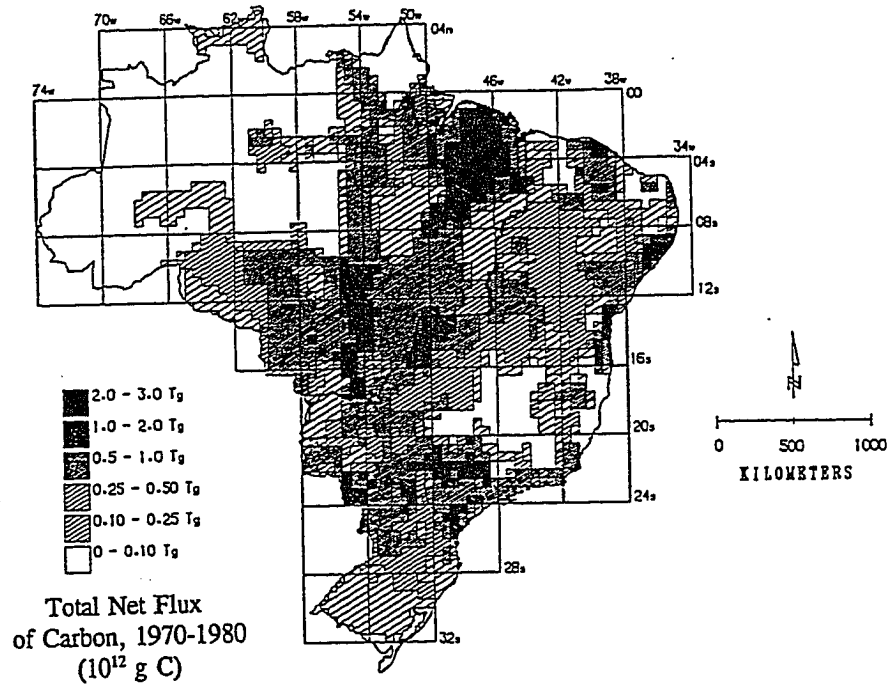 70w 66w 62w 58w 54w 50w
04n
74w 46w 42w 38w
00
34w
04s
08s
12s
16s
20s
24s
28s
32s
2.0 - 3.0 Tg
1.0 - 2.0 Tg
0.5 - 1.0 Tg
0.25 - 0.50 Tg
0.10 - 0.25 Tg
0 - 0.10 Tg
N
0 500 1000
KILOMETERS
Total Net Flux
of Carbon, 1970-1980
(10¹² g C)